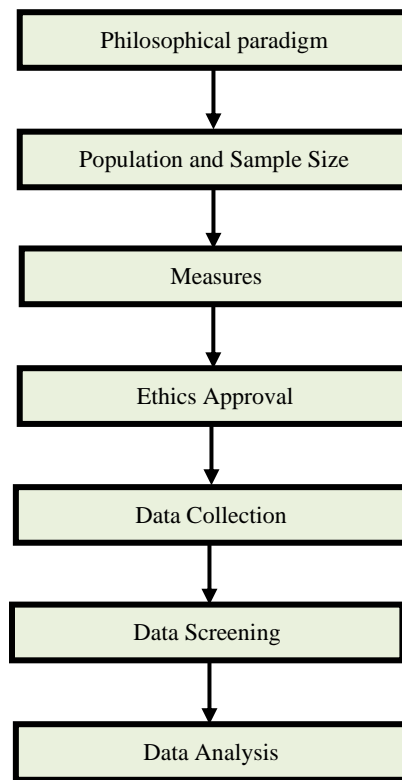 Philosophical paradigm
Population and Sample Size
Measures
Ethics Approval
Data Collection
Data Screening
Data Analysis